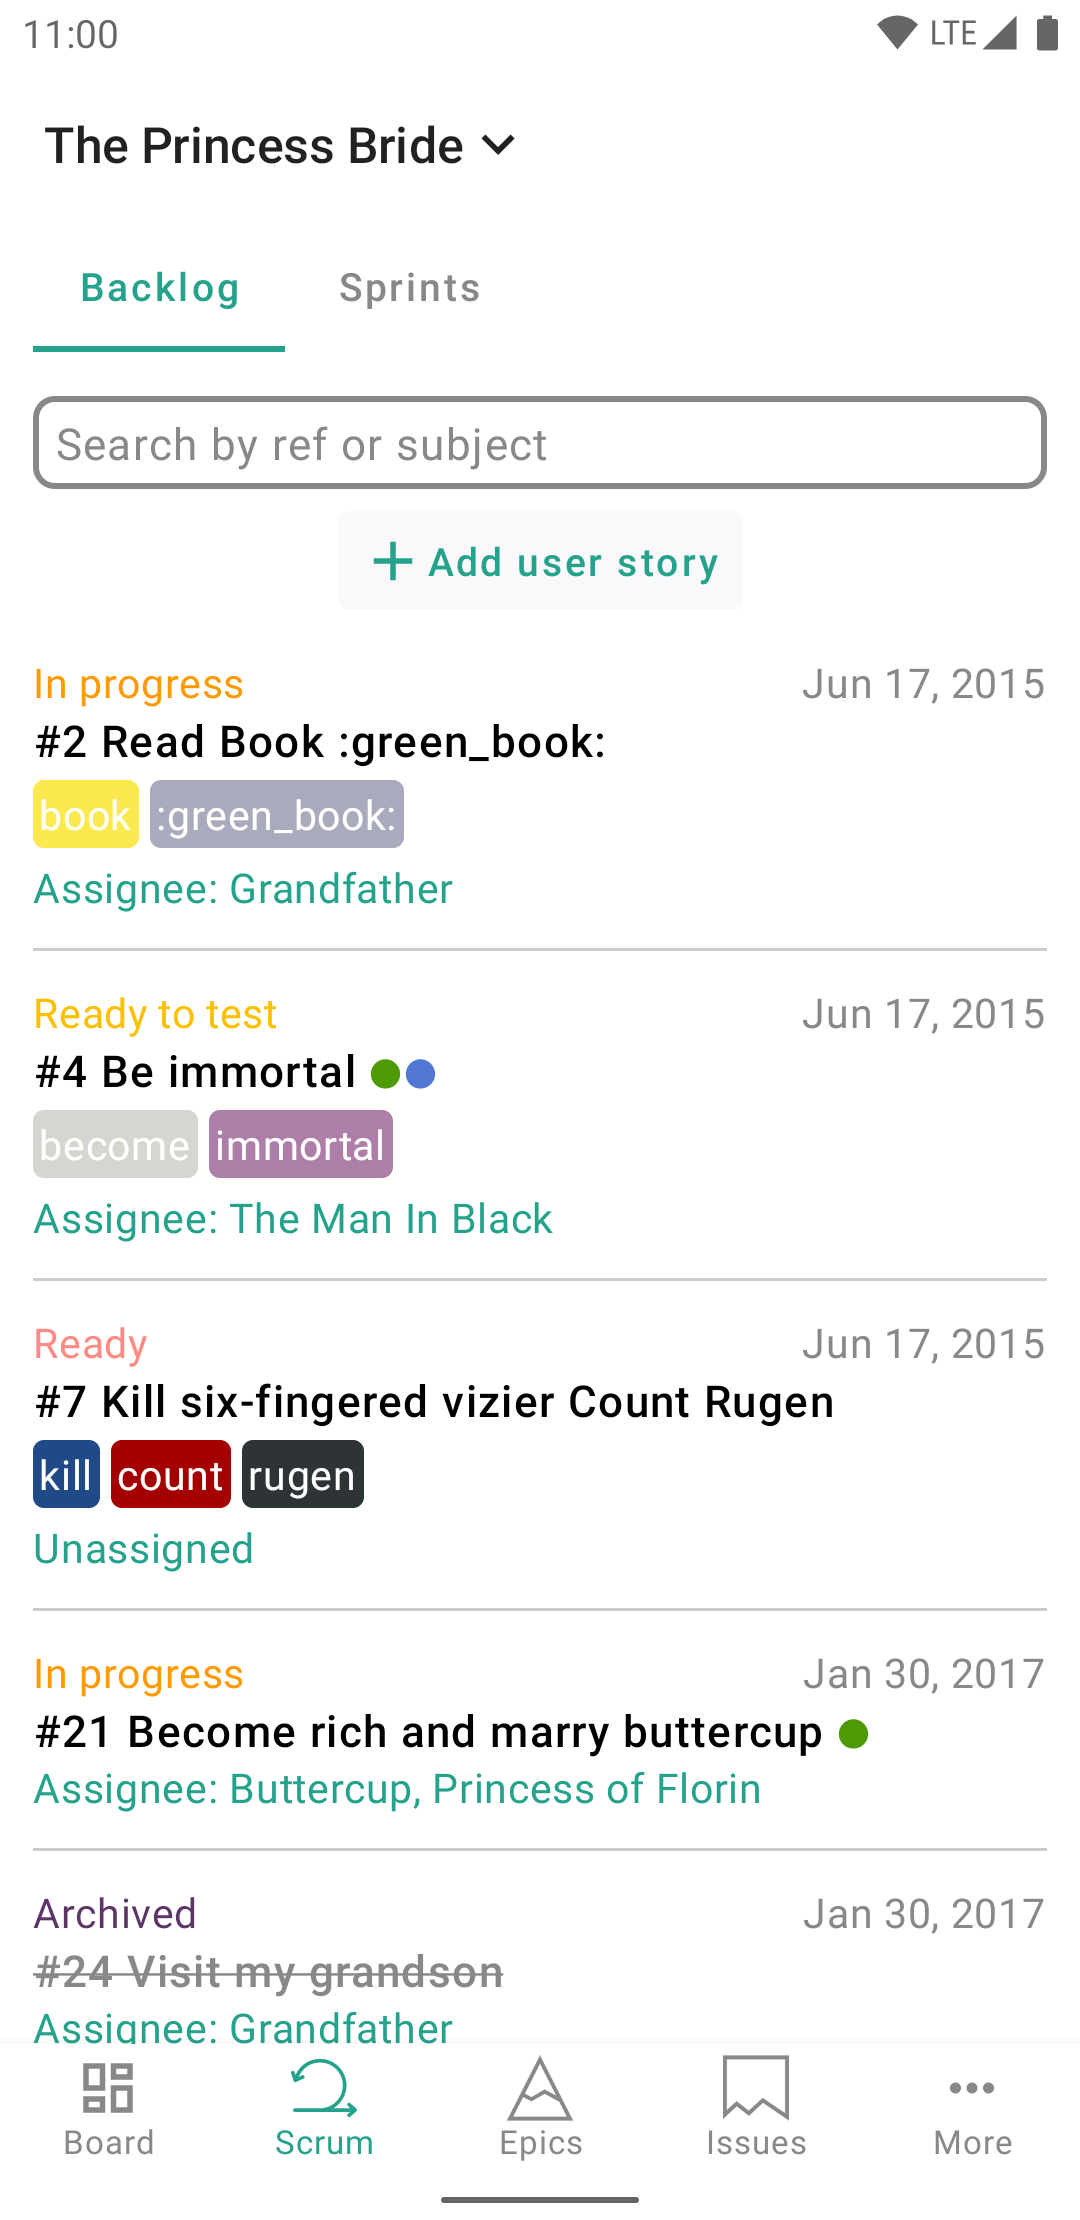 11:00
LTE
The Princess Bride
Backlog
Sprints
Search by ref or subject
Add user story
In progress
Jun 17, 2015
#2 Read Book :green_book:
book
:green_book:
Assignee: Grandfather
Ready to test
Jun 17, 2015
#4 Be immortal
become
immortal
Assignee: The Man In Black
Ready
Jun 17, 2015
#7 Kill six-fingered vizier Count Rugen
kill
count
rugen
Unassigned
In progress
Jan 30, 2017
#21 Become rich and marry buttercup
Assignee: Buttercup, Princess of Florin
Archived
Jan 30, 2017
#24 Visit my grandson
Assignee: Grandfather
Board
Scrum
Epics
Issues
More